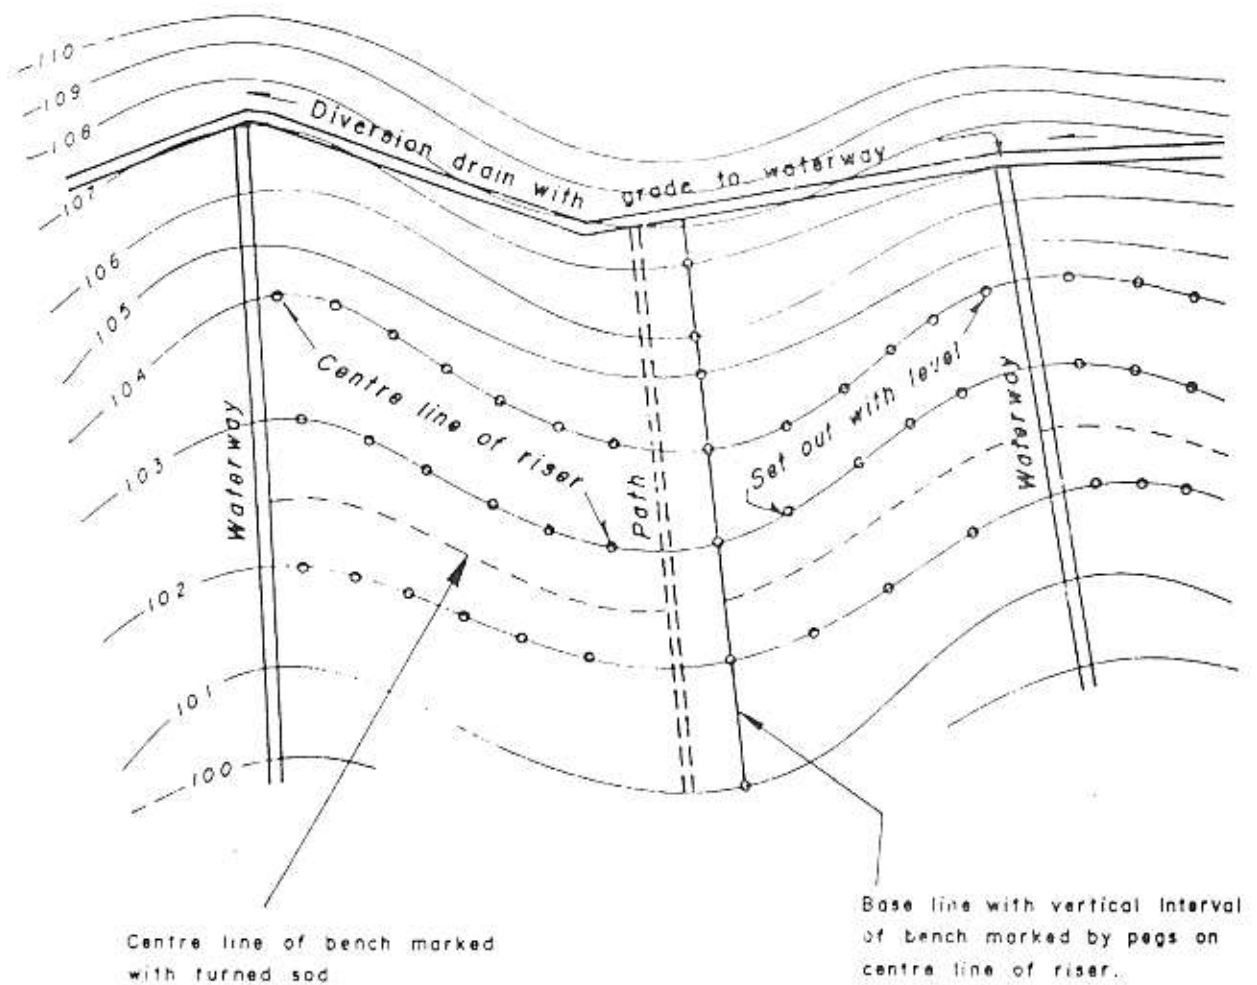 110
109
108
107
106
105
104
103
102
101
100
Diversion drain with grade to waterway
Centre line of riser
Set out with level
Waterway
Path
Waterway
Centre line of bench marked
with turned sod
Base line with vertical Interval
of bench marked by pegs on
centre line of riser.